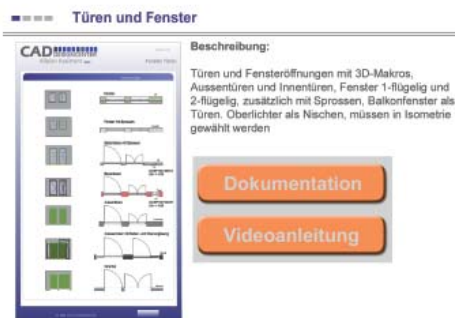 Türen und Fenster
CAD
Beschreibung:
Türen und Fensteröffnungen mit 3D-Makros,
Aussentüren und Innentüren, Fenster 1-flügelig und
2-flügelig, zusätzlich mit Sprossen, Balkonfenster als
Türen. Oberlichter als Nischen, müssen in Isometrie
gewählt werden
Dokumentation
Videoanleitung